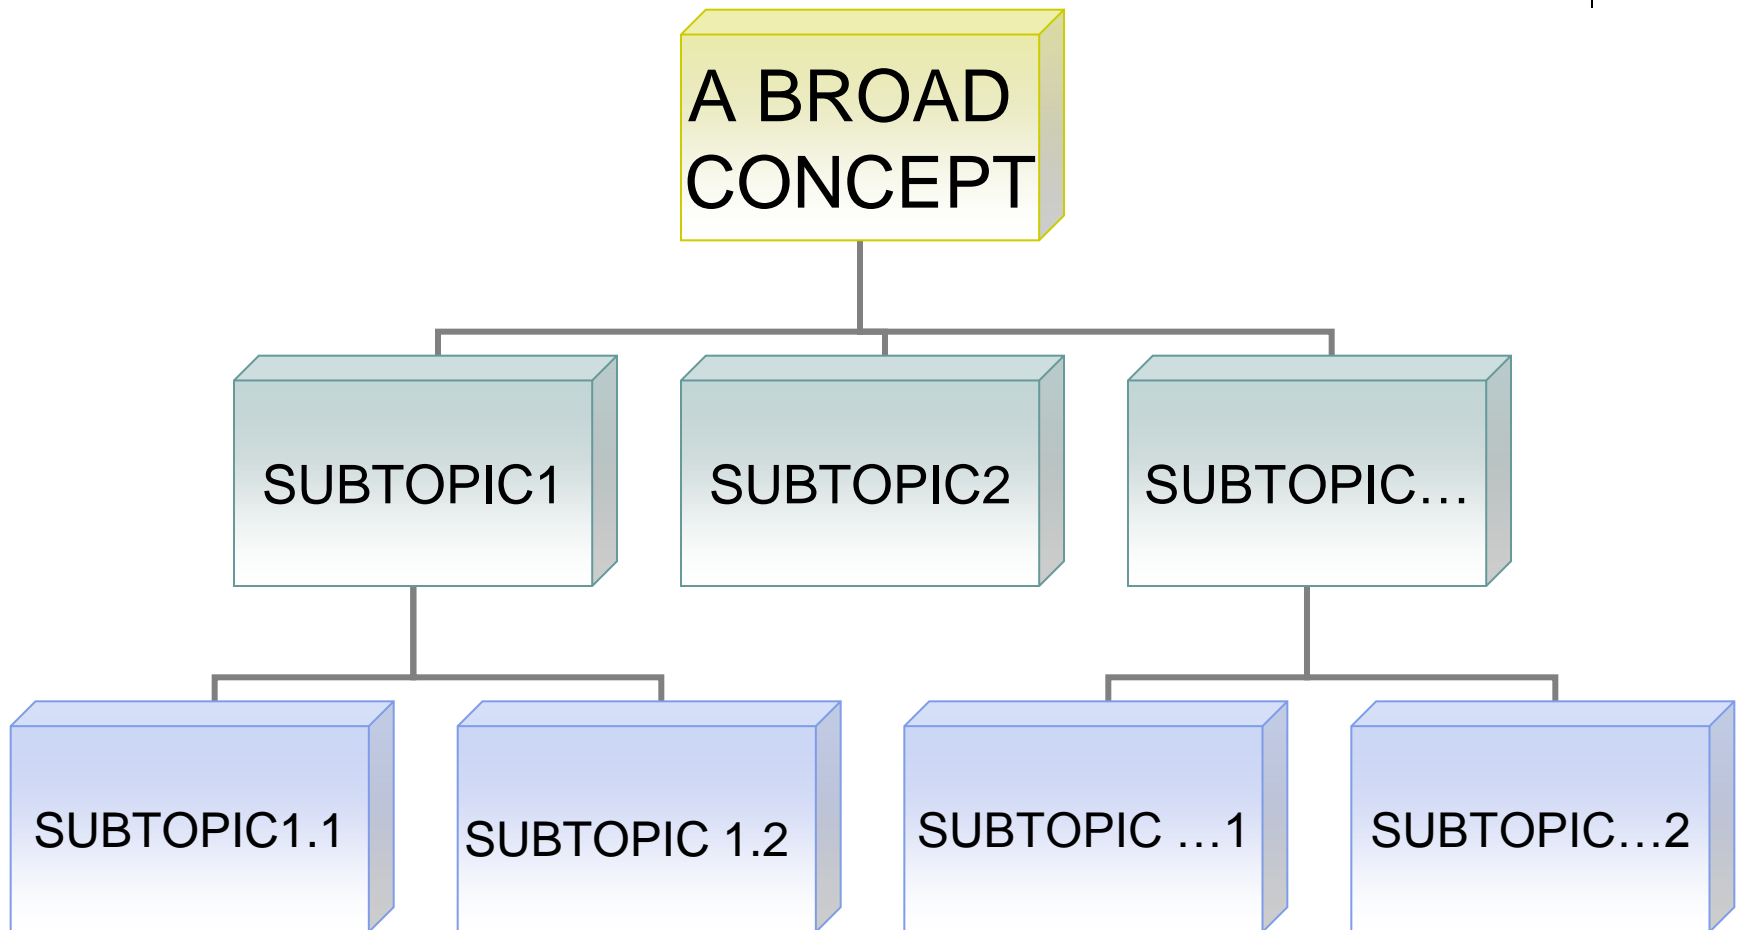 A BROAD
CONCEPT
SUBTOPIC1
SUBTOPIC2
SUBTOPIC…
SUBTOPIC1.1
SUBTOPIC 1.2
SUBTOPIC …1
SUBTOPIC…2